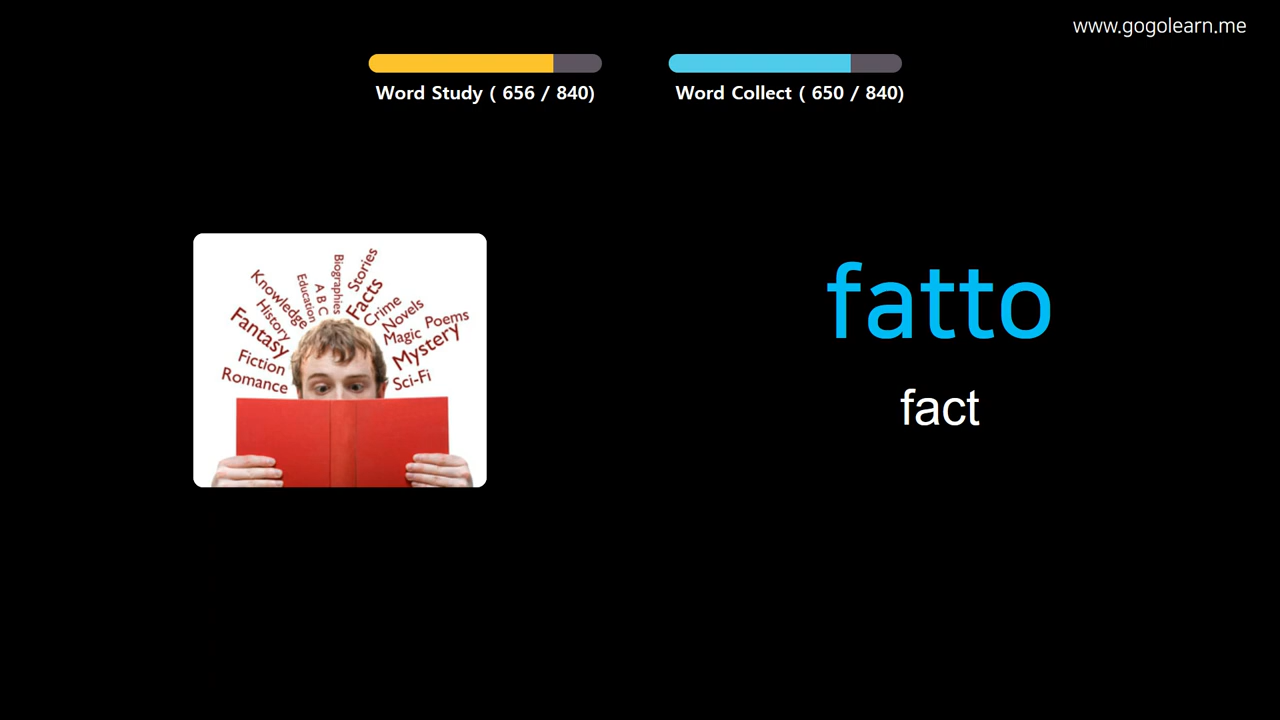 www.gogolearn.me
Word Study ( 656 / 840)
Word Collect ( 650 / 840)
Knowledge
History
Fantasy
Fiction
Romance
Education
A B C
Biographies
Stories
Facts
Crime
Novels
Magic
Poems
Mystery
Sci-Fi
fatto
fact